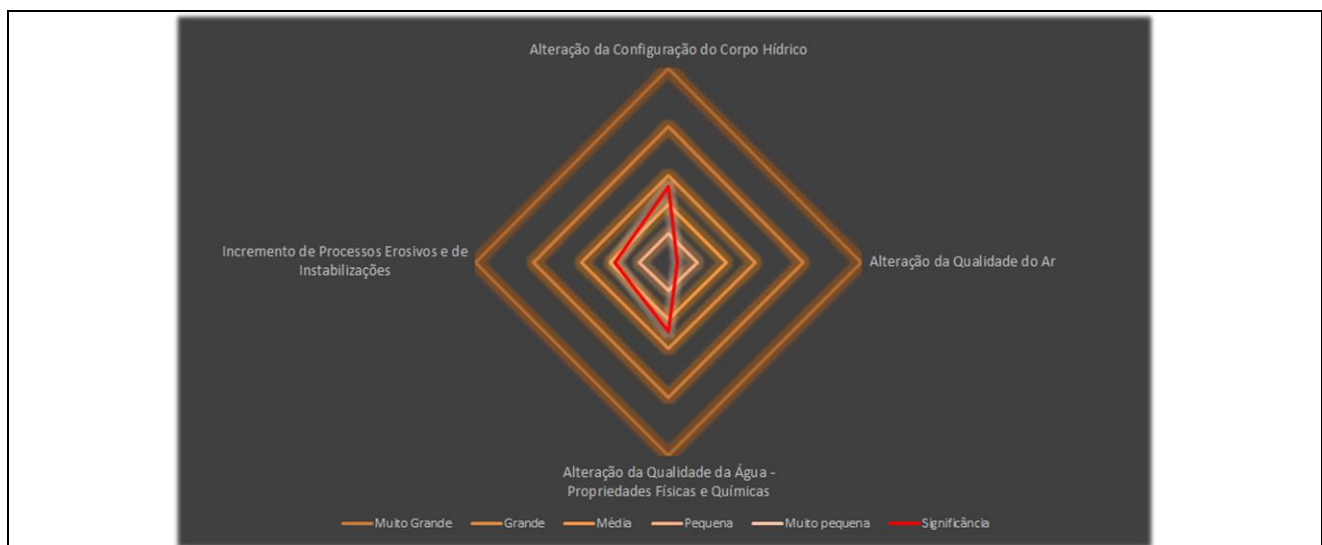 Alteração da Configuração do Corpo Hídrico
Incremento de Processos Erosivos e de
Instabilizações
Alteração da Qualidade do Ar
Alteração da Qualidade da Água -
Propriedades Físicas e Químicas
Muito Grande Grande Média Pequena Muito pequena Significância